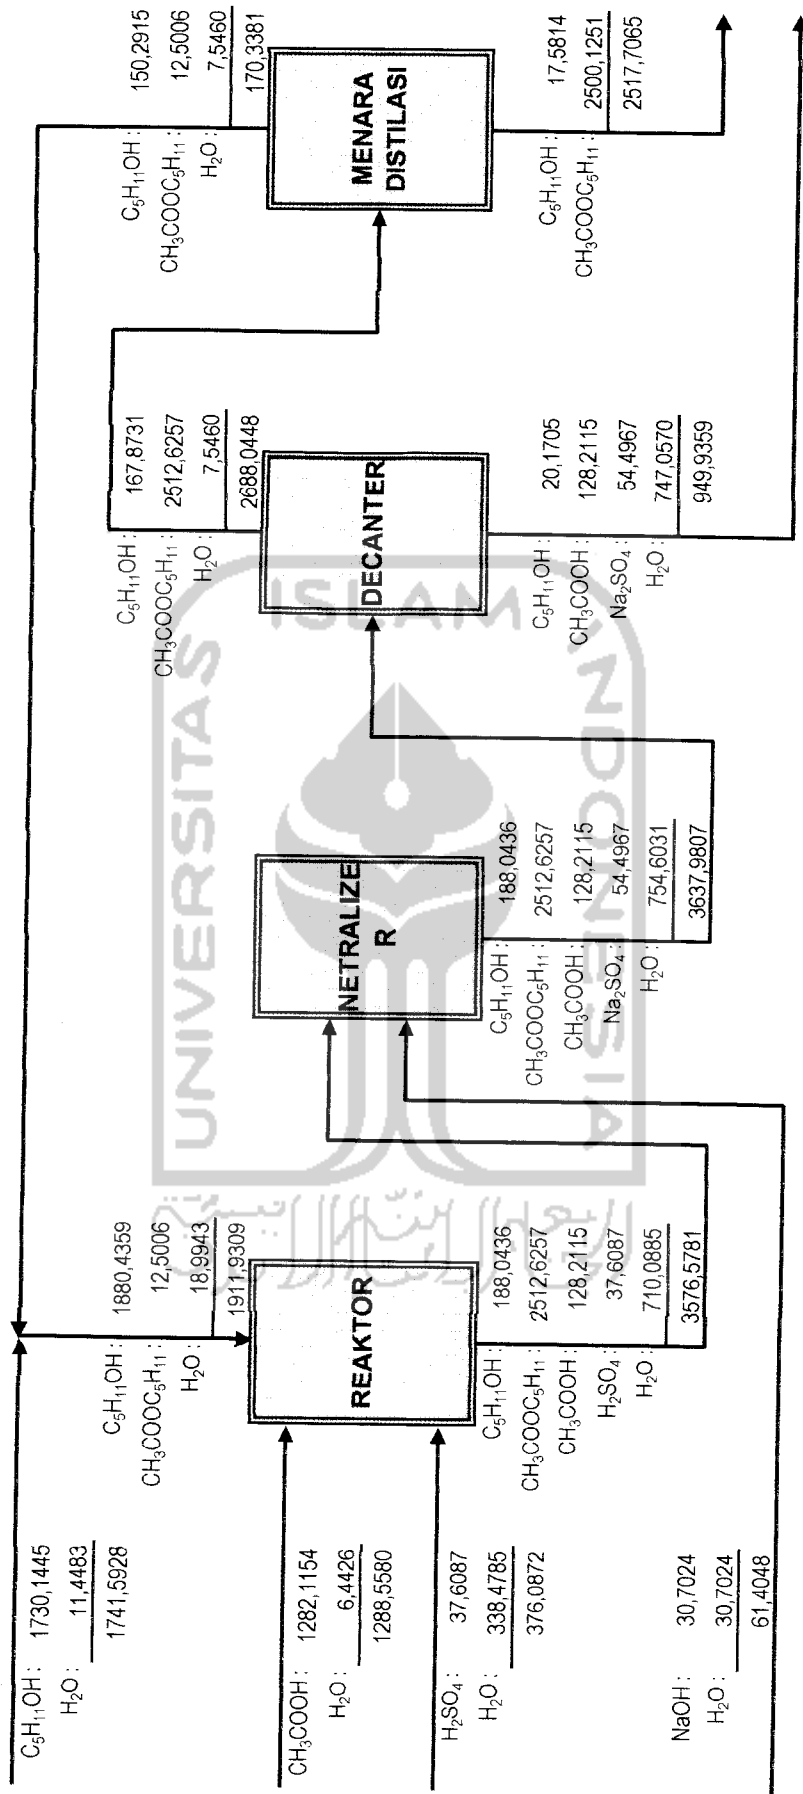 C₅H₁₁OH : 1730,1445
H₂O : 11,4483
1741,5928
CH₃COOH : 1282,1154
H₂O : 6,4426
1288,5580
H₂SO₄ : 37,6087
H₂O : 338,4785
376,0872
NaOH : 30,7024
H₂O : 30,7024
61,4048
C₅H₁₁OH : 1880,4359
CH₃COOC₅H₁₁ : 12,5006
H₂O : 18,9943
1911,9309
REAKTOR
C₅H₁₁OH : 188,0436
CH₃COOC₅H₁₁ : 2512,6257
CH₃COOH : 128,2115
H₂SO₄ : 37,6087
H₂O : 710,0885
3576,5781
NETRALIZE
R
C₅H₁₁OH : 188,0436
CH₃COOC₅H₁₁ : 2512,6257
CH₃COOH : 128,2115
Na₂SO₄ : 54,4967
H₂O : 754,6031
3637,9807
C₅H₁₁OH : 167,8731
CH₃COOC₅H₁₁ : 2512,6257
H₂O : 7,5460
2688,0448
DECANTER
C₅H₁₁OH : 20,1705
CH₃COOH : 128,2115
Na₂SO₄ : 54,4967
H₂O : 747,0570
949,9359
C₅H₁₁OH : 150,2915
CH₃COOC₅H₁₁ : 12,5006
H₂O : 7,5460
170,3381
MENARA
DISTILASI
C₅H₁₁OH : 17,5814
CH₃COOC₅H₁₁ : 2500,1251
2517,7065
UNIVERSITAS
ISLAM
INDONESIA